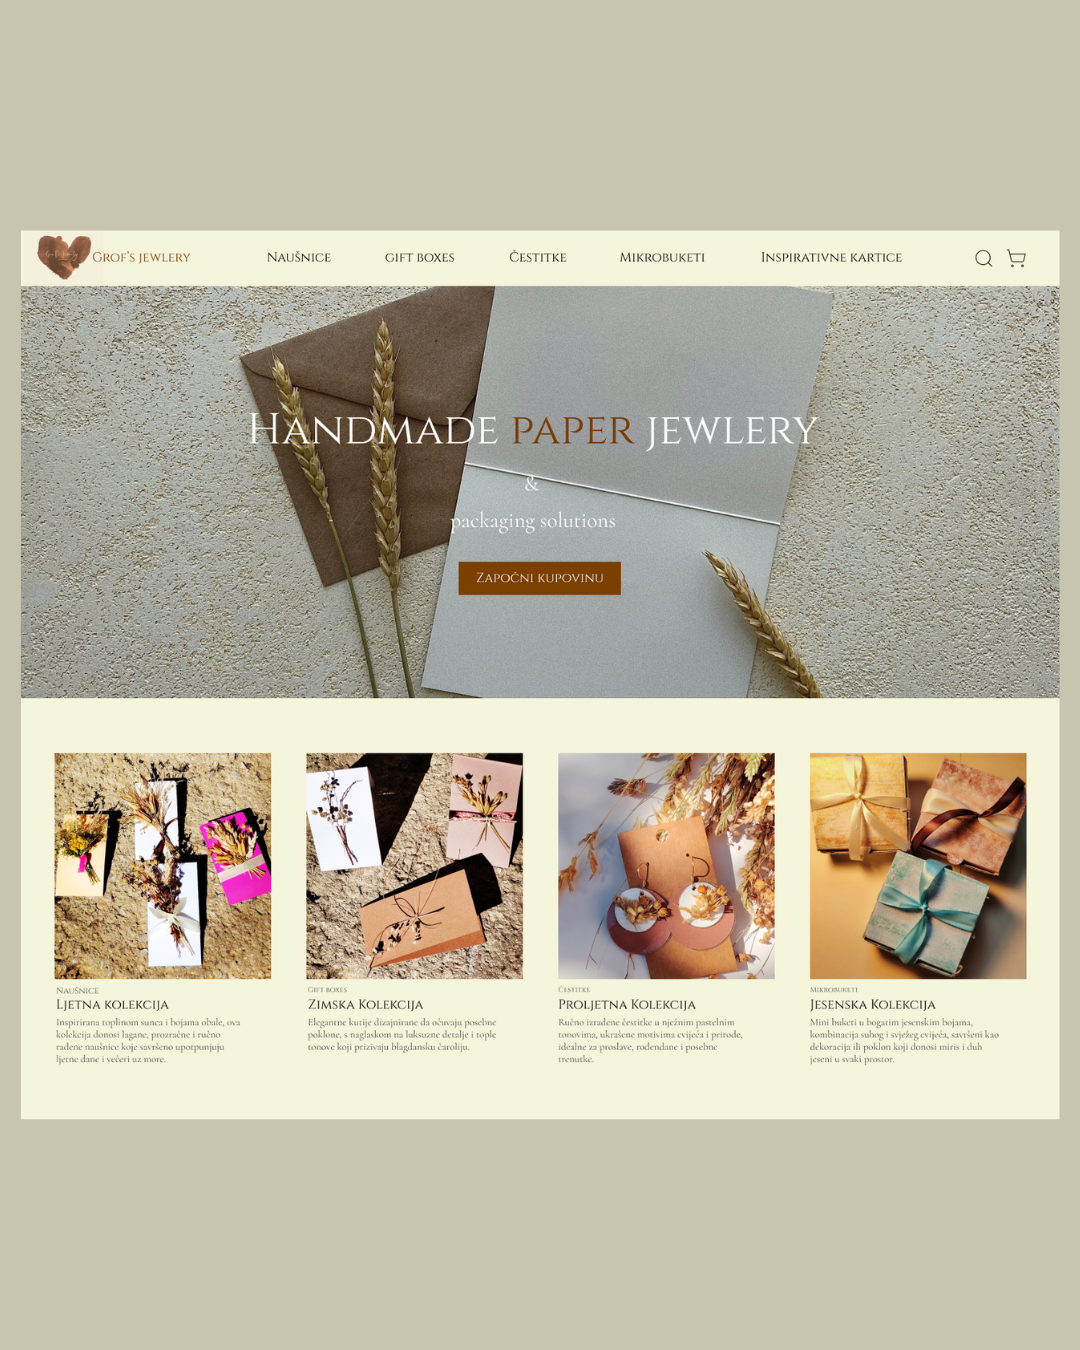 Grof's jewlery
Naušnice
gift boxes
Čestitke
Mikrobuketi
Inspirativne kartice
Handmade paper jewlery
&
packaging solutions
Započni kupovinu
Naušnice
Ljetna kolekcija
Inspirirana toplinom sunca i bojama obale, ova
kolekcija donosi lagane, prozračne i ručno
rađene naušnice koje savršeno upotpunjuju
ljetne dane i večeri uz more.
Gift boxes
Zimska Kolekcija
Elegantne kutije dizajnirane da očuvaju posebne
poklone, s naglaskom na luksuzne detalje i tople
tonove koji prizivaju blagdansku čaroliju.
Čestitke
Proljetna Kolekcija
Ručno izrađene čestitke u nježnim pastelnim
tonovima, ukrašene motivima cvijeća i prirode,
idealne za proslave, rođendane i posebne
trenutke.
Mikrobuketi
Jesenska Kolekcija
Mini buketi u bogatim jesenskim bojama,
kombinacija suhog i svježeg cvijeća, savršeni kao
dekoracija ili poklon koji donosi miris i duh
jeseni u svaki prostor.